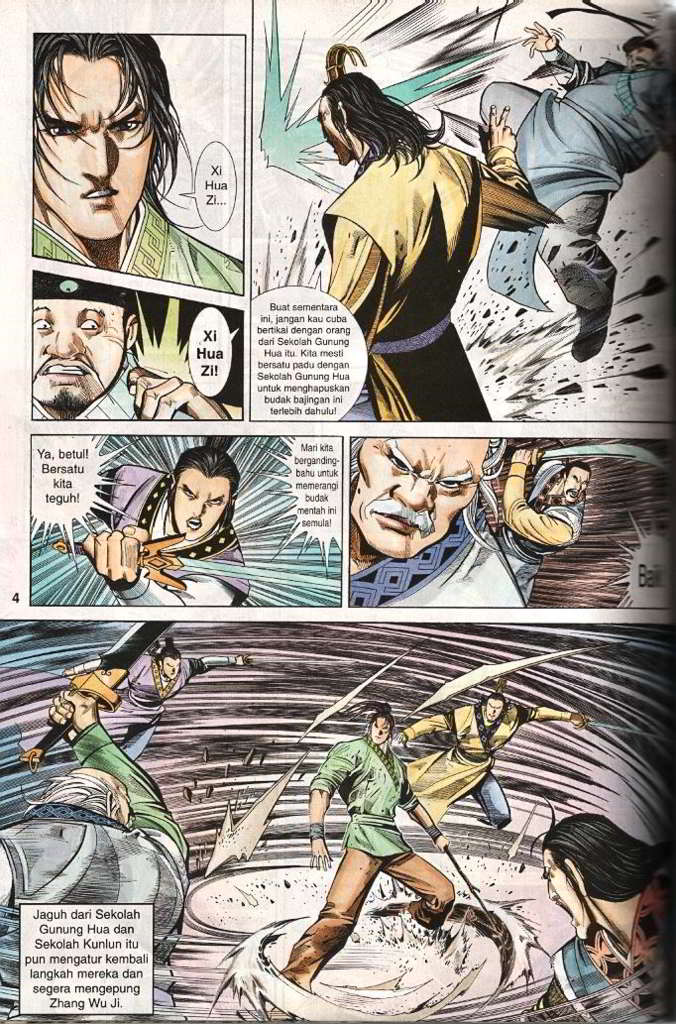 Xi
Hua
Zi...
Xi
Hua
Zi!
Buat sementara
ini, jangan kau cuba
bertikai dengan orang
dari Sekolah Gunung
Hua itu. Kita mesti
bersatu padu dengan
Sekolah Gunung Hua
untuk menghapuskan
budak bajingan ini
terlebih dahulu!
Ya, betul!
Bersatu
kita
teguh!
Mari kita
berganding-
bahu untuk
memerangi
budak
mentah ini
semula!
4
Jaguh dari Sekolah
Gunung Hua dan
Sekolah Kunlun itu
pun mengatur kembali
langkah mereka dan
segera mengepung
Zhang Wu Ji.